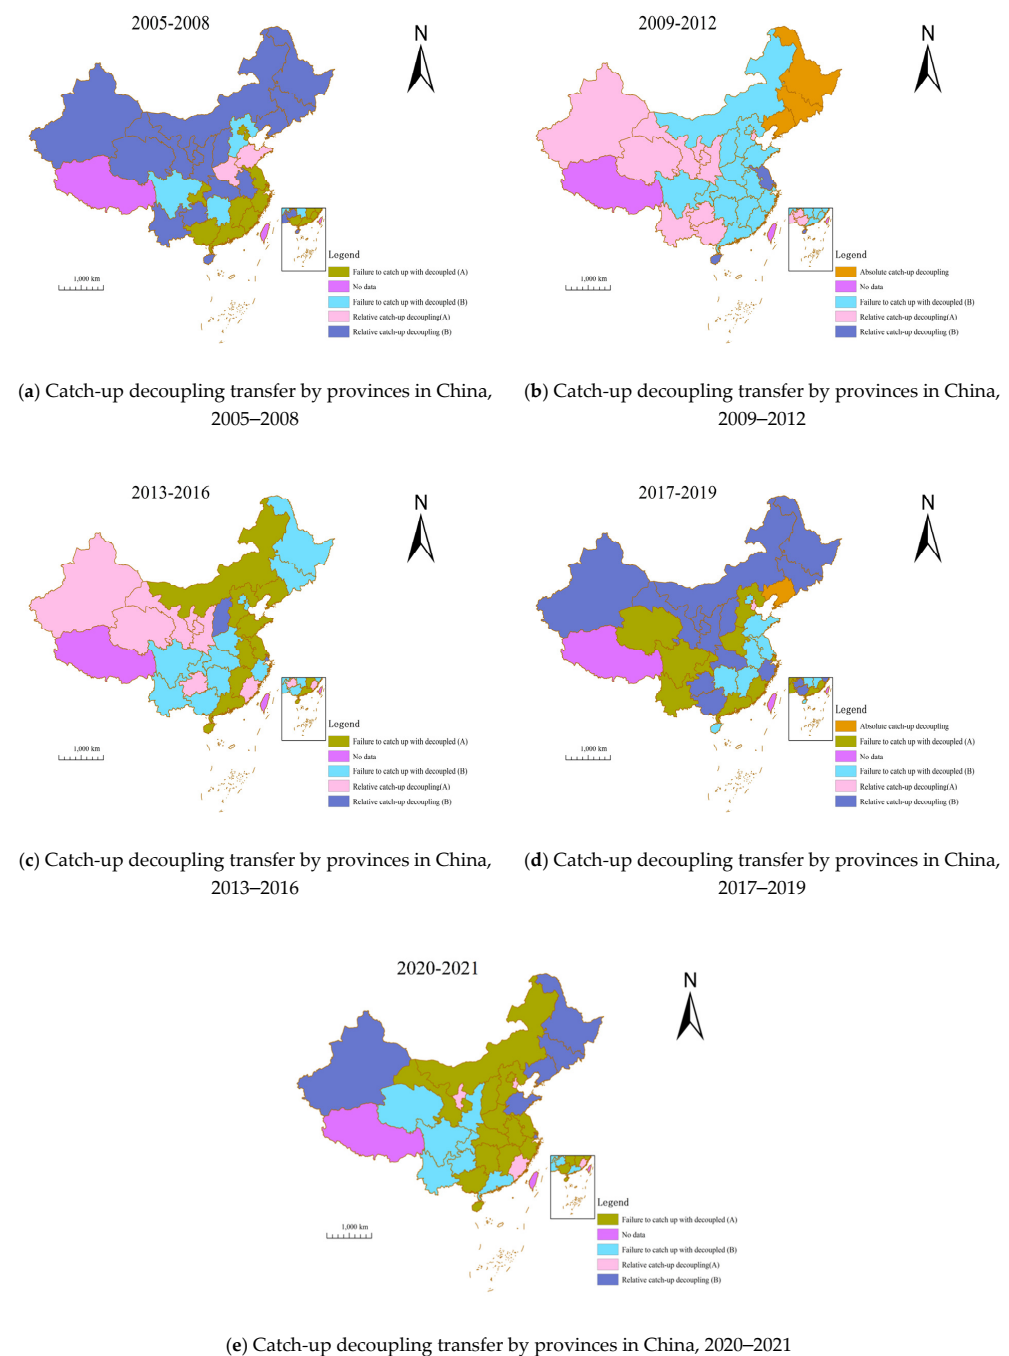 2005-2008
N
Legend
Failure to catch up with decoupled (A)
No data
Failure to catch up with decoupled (B)
Relative catch-up decoupling(A)
Relative catch-up decoupling (B)
1,000 km
(a) Catch-up decoupling transfer by provinces in China,
2005–2008
2009-2012
N
Legend
Absolute catch-up decoupling
No data
Failure to catch up with decoupled (B)
Relative catch-up decoupling(A)
Relative catch-up decoupling (B)
1,000 km
(b) Catch-up decoupling transfer by provinces in China,
2009–2012
2013-2016
N
Legend
Failure to catch up with decoupled (A)
No data
Failure to catch up with decoupled (B)
Relative catch-up decoupling(A)
Relative catch-up decoupling (B)
1,000 km
(c) Catch-up decoupling transfer by provinces in China,
2013–2016
2017-2019
N
Legend
Absolute catch-up decoupling
Failure to catch up with decoupled (A)
No data
Failure to catch up with decoupled (B)
Relative catch-up decoupling(A)
Relative catch-up decoupling (B)
1,000 km
(d) Catch-up decoupling transfer by provinces in China,
2017–2019
2020-2021
N
Legend
Failure to catch up with decoupled (A)
No data
Failure to catch up with decoupled (B)
Relative catch-up decoupling(A)
Relative catch-up decoupling (B)
1,000 km
(e) Catch-up decoupling transfer by provinces in China, 2020–2021